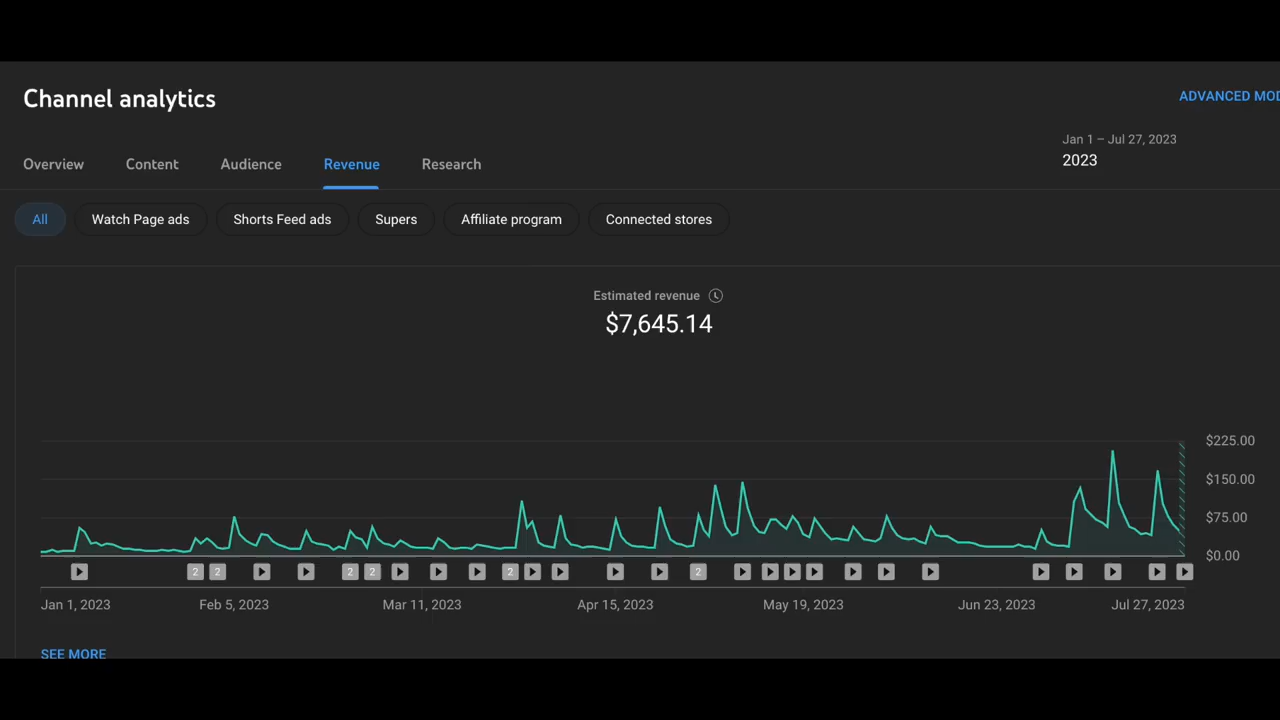 Channel analytics
ADVANCED MOD
Jan 1 – Jul 27, 2023
2023
Overview Content Audience Revenue Research
All Watch Page ads Shorts Feed ads Supers Affiliate program Connected stores
Estimated revenue
$7,645.14
$225.00
$150.00
$75.00
$0.00
2 2 2 2 2 2
Jan 1, 2023 Feb 5, 2023 Mar 11, 2023 Apr 15, 2023 May 19, 2023 Jun 23, 2023 Jul 27, 2023
SEE MORE